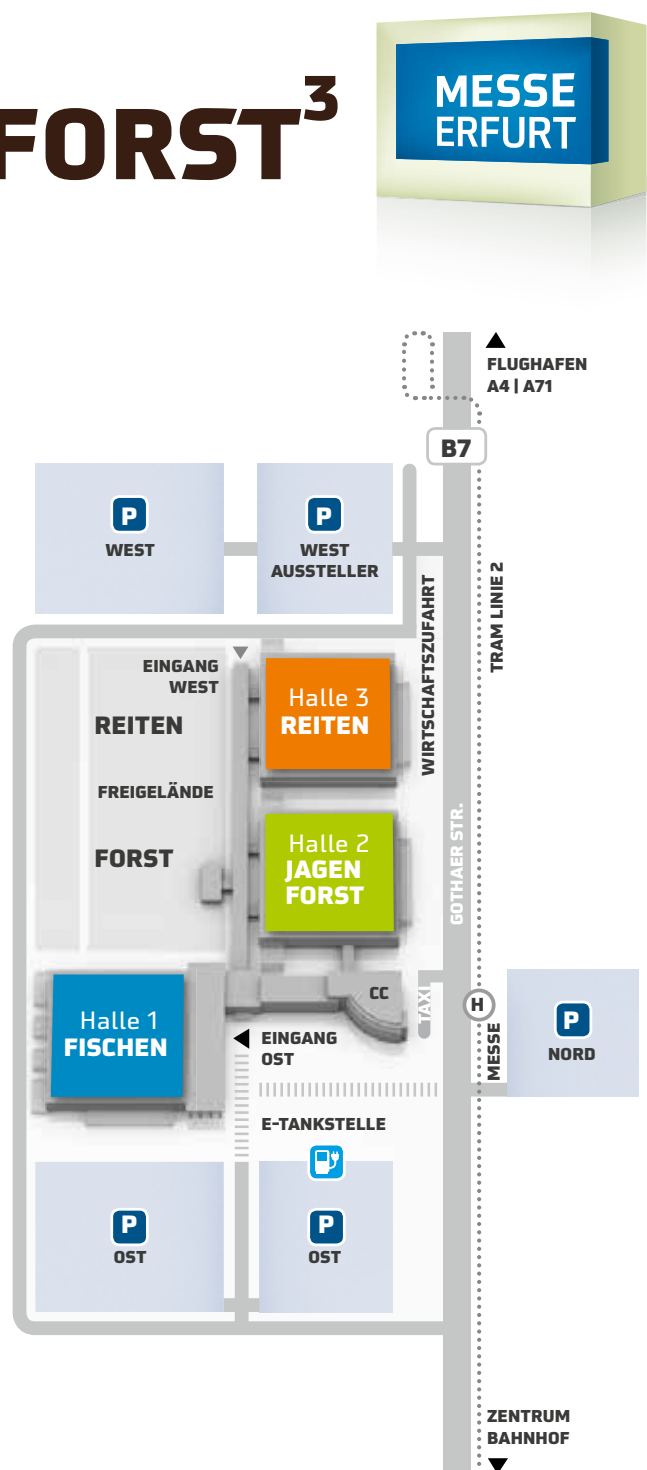 FORST³
MESSE
ERFURT
FLUGHAFEN
A4 | A71
B7
P
WEST
P
WEST
AUSSTELLER
WIRTSCHAFTSZUFAHRT
TRAM LINIE 2
EINGANG
WEST
Halle 3
REITEN
REITEN
FREIGELÄNDE
FORST
Halle 2
JAGEN
FORST
GOTHAER STR.
CC
TAXI
H
MESSE
P
NORD
Halle 1
FISCHEN
EINGANG
OST
E-TANKSTELLE
P
OST
P
OST
ZENTRUM
BAHNHOF